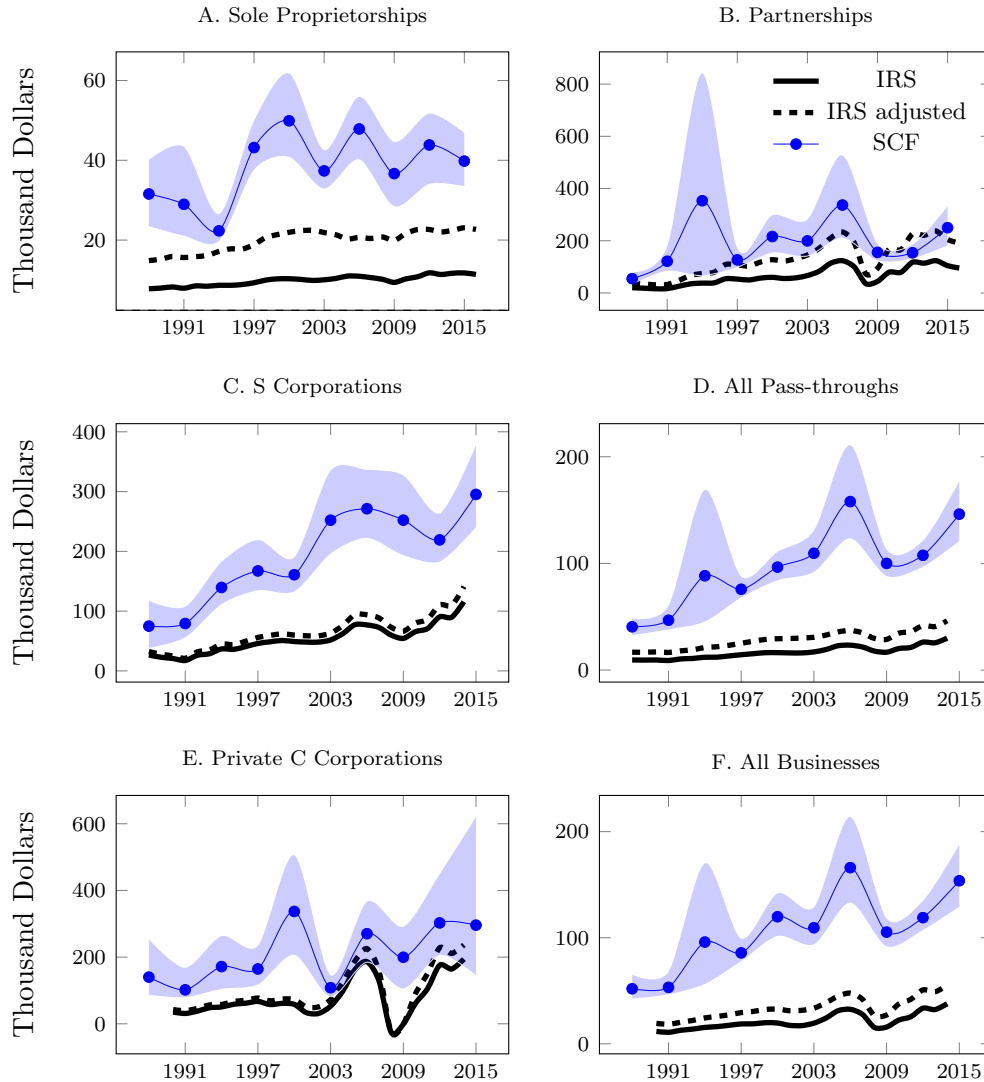 A. Sole Proprietorships
B. Partnerships
Thousand Dollars
60
40
20
1991 1997 2003 2009 2015
800
600
400
200
0
1991 1997 2003 2009 2015
IRS
IRS adjusted
SCF
C. S Corporations
D. All Pass-throughs
Thousand Dollars
400
300
200
100
0
1991 1997 2003 2009 2015
200
100
0
1991 1997 2003 2009 2015
E. Private C Corporations
F. All Businesses
Thousand Dollars
600
400
200
0
1991 1997 2003 2009 2015
200
100
0
1991 1997 2003 2009 2015